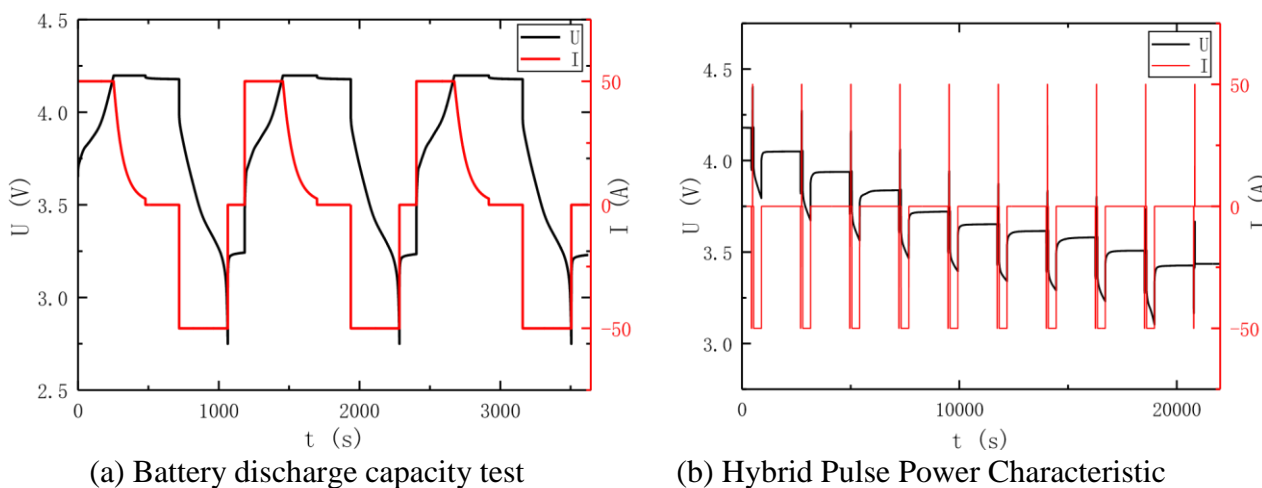 4.5
4.0
3.5
3.0
2.5
U (V)
U
I
50
0
-50
I (A)
0
1000
2000
3000
t (s)
(a) Battery discharge capacity test
4.5
4.0
3.5
3.0
U (V)
U
I
50
0
-50
I (A)
0
10000
20000
t (s)
(b) Hybrid Pulse Power Characteristic